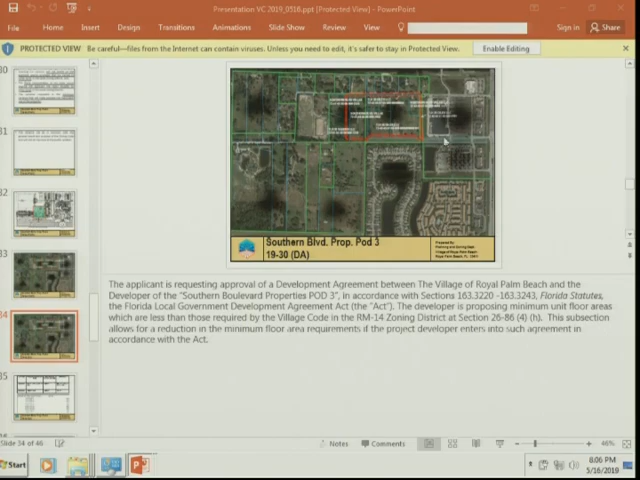 Presentation VC 2019_0516.ppt [Protected View] - PowerPoint
File Home Insert Design Transitions Animations Slide Show Review View Sign in Share
PROTECTED VIEW Be careful—files from the Internet can contain viruses. Unless you need to edit, it's safer to stay in Protected View. Enable Editing
30
31
32
33
34
35
Southern Blvd. Prop. Pod 3
19-30 (DA)
The applicant is requesting approval of a Development Agreement between The Village of Royal Palm Beach and the
Developer of the "Southern Boulevard Properties POD 3", in accordance with Sections 163.3220 -163.3243, Florida Statutes,
the Florida Local Government Development Agreement Act (the "Act"). The developer is proposing minimum unit floor areas
which are less than those required by the Village Code in the RM-14 Zoning District at Section 26-86 (4) (h). This subsection
allows for a reduction in the minimum floor area requirements if the project developer enters into such agreement in
accordance with the Act.
Slide 34 of 46 Notes Comments 46%
Start
6:06 PM
5/16/2019